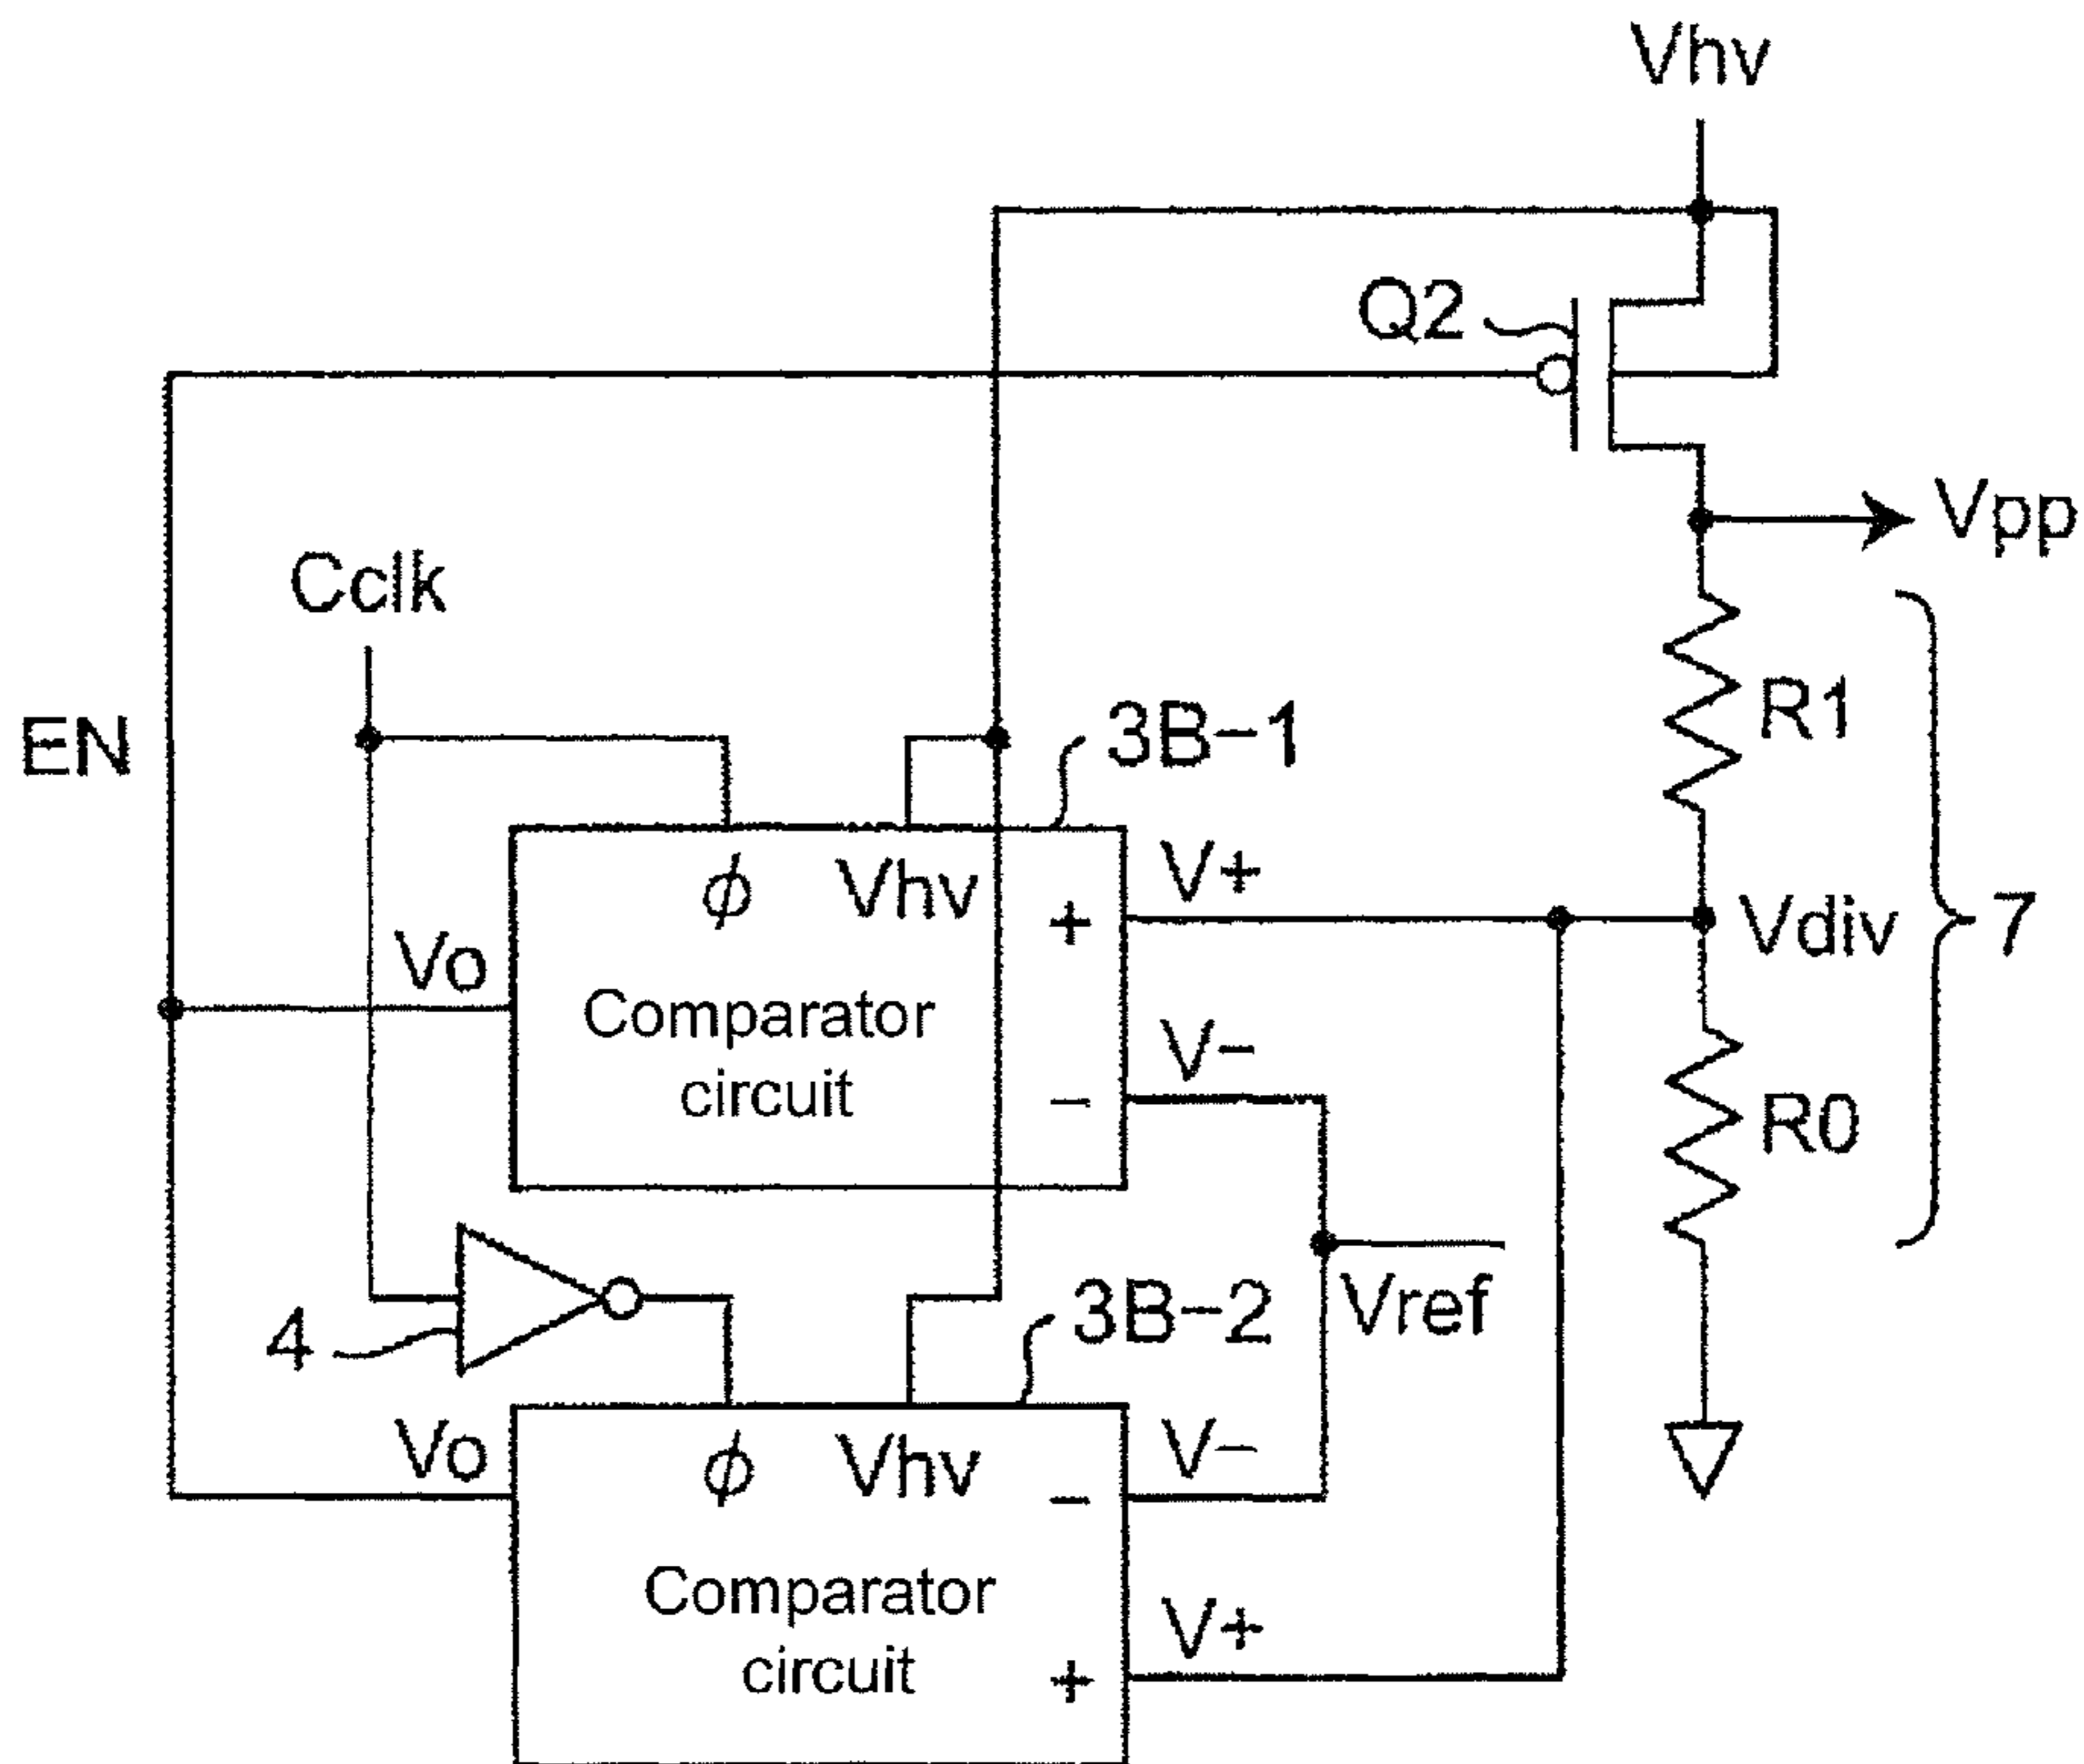 Vhv
Q2
Vpp
Cclk
R1
EN
3B-1
ϕ Vhv
+
V+
Vo
Vdiv
7
Comparator
circuit
V-
-
R0
4
3B-2
Vref
Vo
ϕ Vhv
V-
-
Comparator
circuit
V+
+